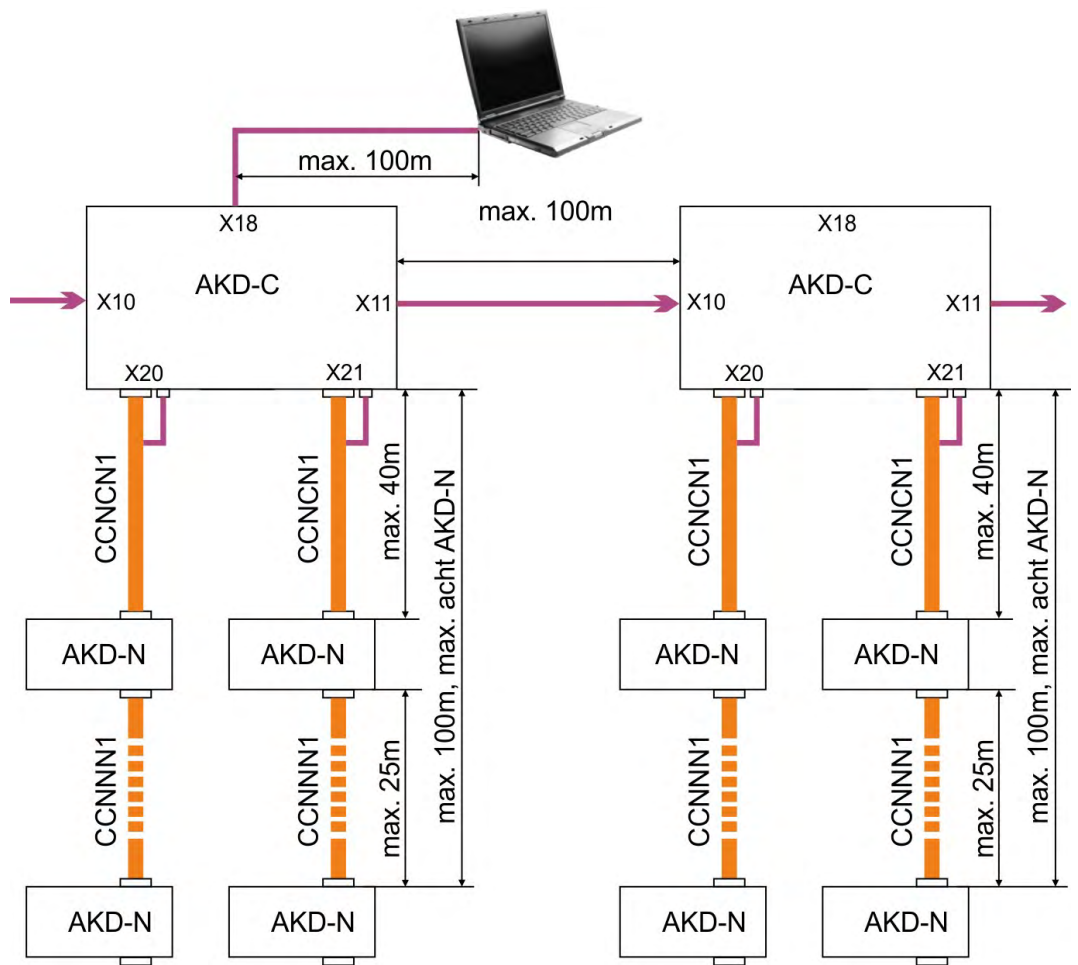 max. 100m
max. 100m
X18
X18
AKD-C
AKD-C
X10
X11
X10
X11
X20
X21
X20
X21
CCNCN1
CCNCN1
max. 40m
max. 100m, max. acht AKD-N
CCNCN1
CCNCN1
max. 40m
max. 100m, max. acht AKD-N
AKD-N
AKD-N
AKD-N
AKD-N
CCNNN1
CCNNN1
max. 25m
CCNNN1
CCNNN1
max. 25m
AKD-N
AKD-N
AKD-N
AKD-N